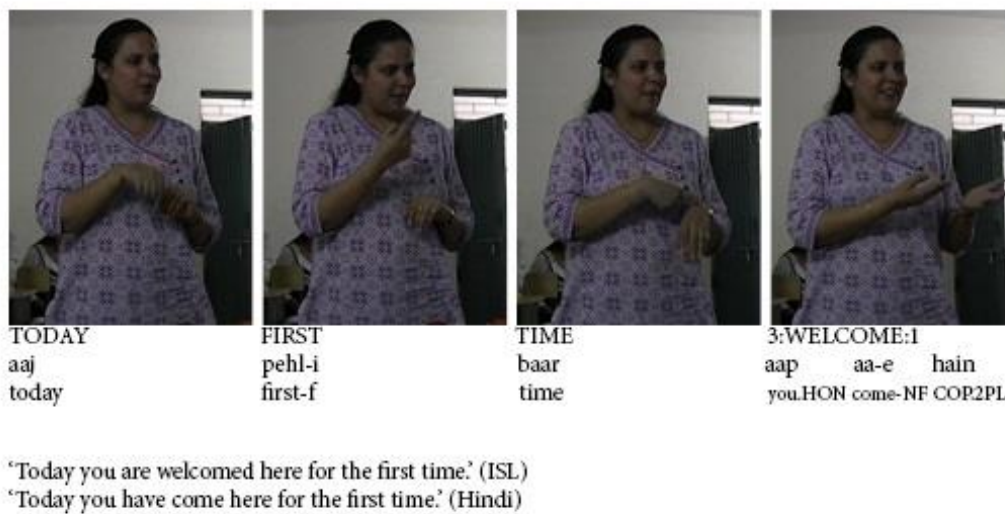 TODAY FIRST TIME 3:WELCOME:1
aaj pehl-i baar aap aa-e hain
today first-f time you.HON come-NF COP.2PL
‘Today you are welcomed here for the first time.’ (ISL)
‘Today you have come here for the first time.’ (Hindi)